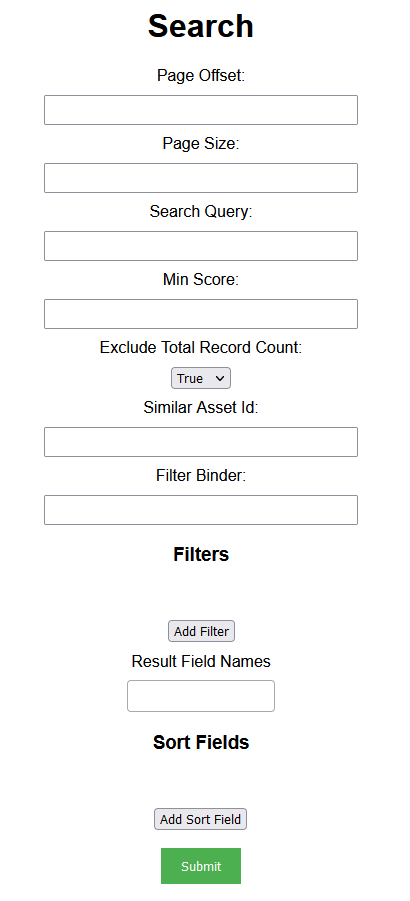 Search
Page Offset:
Page Size:
Search Query:
Min Score:
Exclude Total Record Count:
True
Similar Asset Id:
Filter Binder:
Filters
Add Filter
Result Field Names
Sort Fields
Add Sort Field
Submit